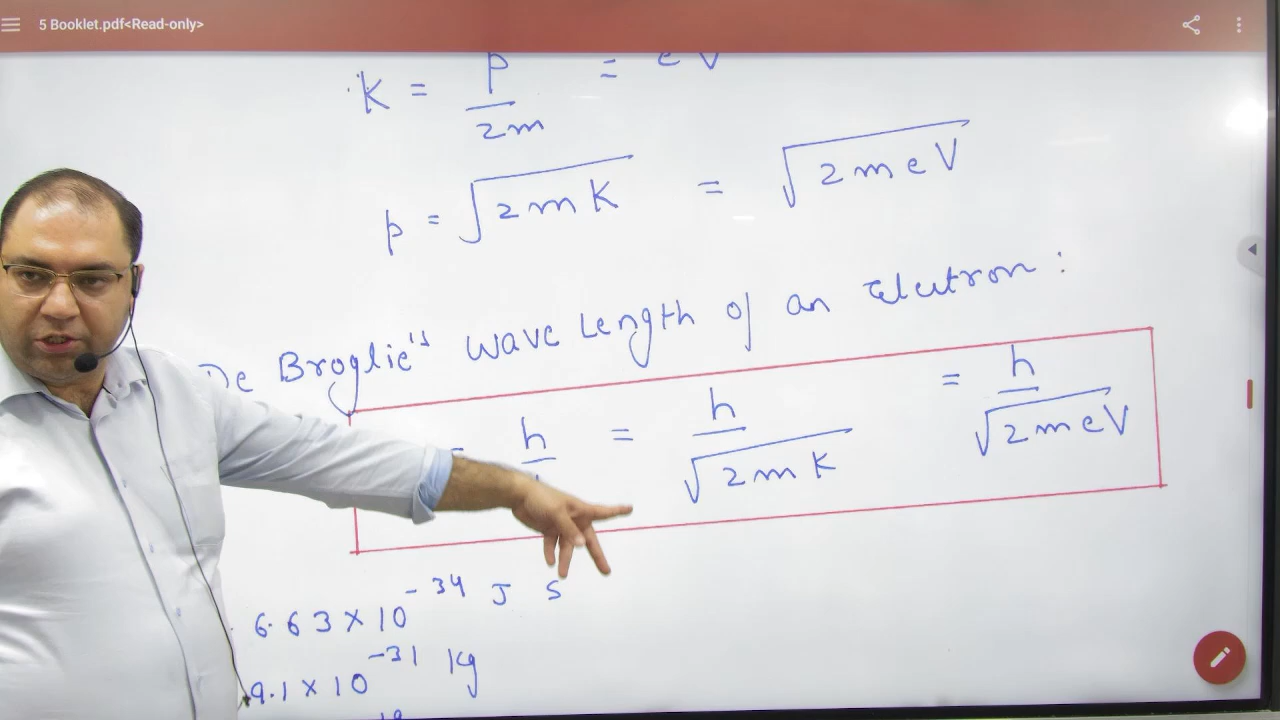 5 Booklet.pdf<Read-only>
K = p/2m = eV
p = √2mK = √2meV
De Broglie's wave Length of an Electron :
= h/ = h/√2mK = h/√2meV
6.63 × 10^-34 J s
9.1 × 10^-31 kg